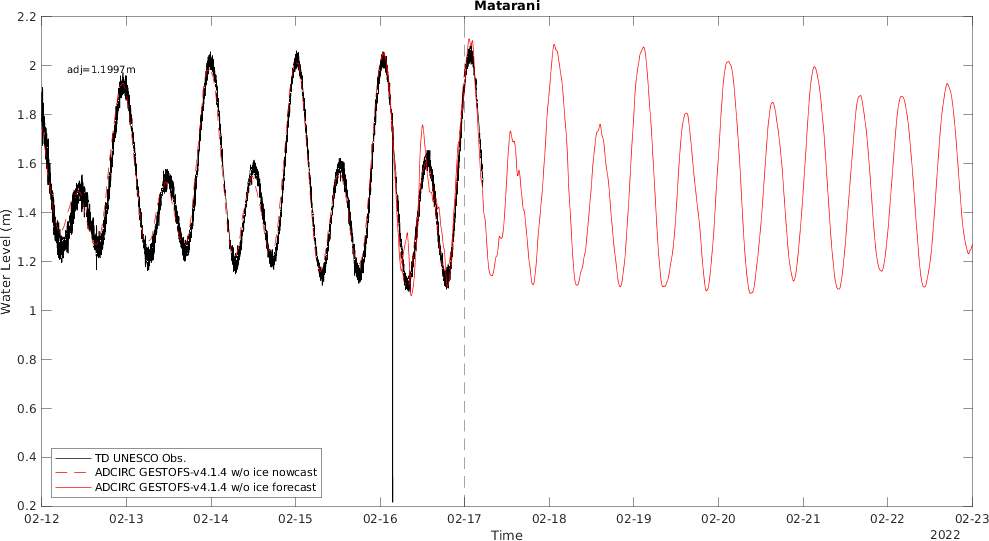 Matarani
2.2
2
1.8
1.6
1.4
1.2
1
0.8
0.6
0.4
0.2
Water Level (m)
adj=1.1997m
TD UNESCO Obs.
ADCIRC GESTOFS-v4.1.4 w/o ice nowcast
ADCIRC GESTOFS-v4.1.4 w/o ice forecast
02-12 02-13 02-14 02-15 02-16 02-17 02-18 02-19 02-20 02-21 02-22 02-23
Time
2022